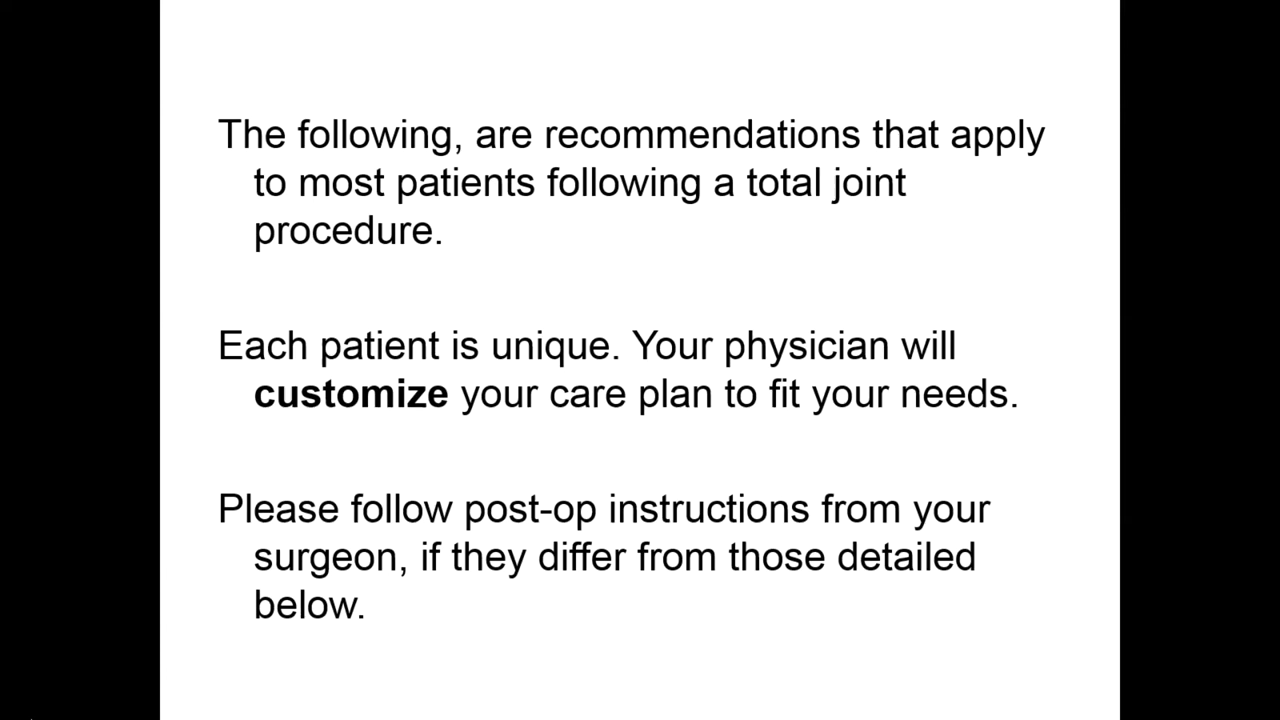 The following, are recommendations that apply
to most patients following a total joint
procedure.
Each patient is unique. Your physician will
customize your care plan to fit your needs.
Please follow post-op instructions from your
surgeon, if they differ from those detailed
below.